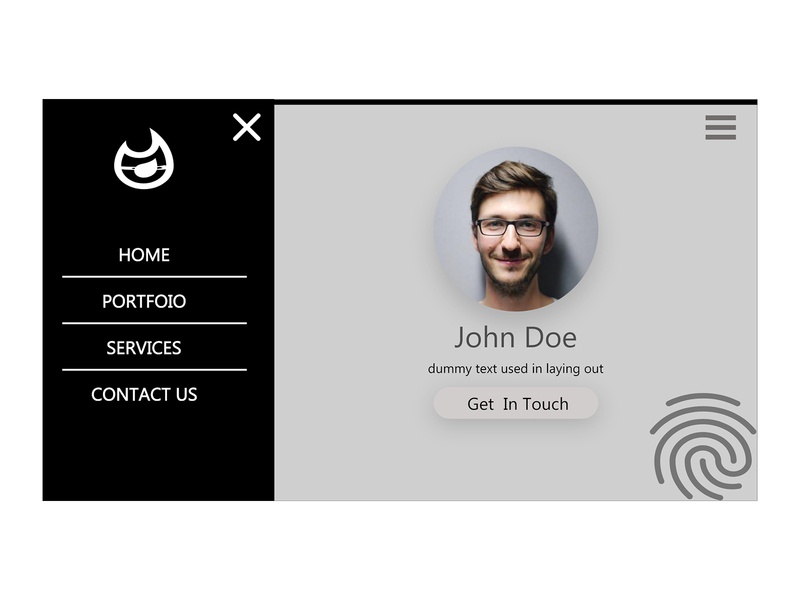 HOME
PORTFOIO
SERVICES
CONTACT US
John Doe
dummy text used in laying out
Get In Touch